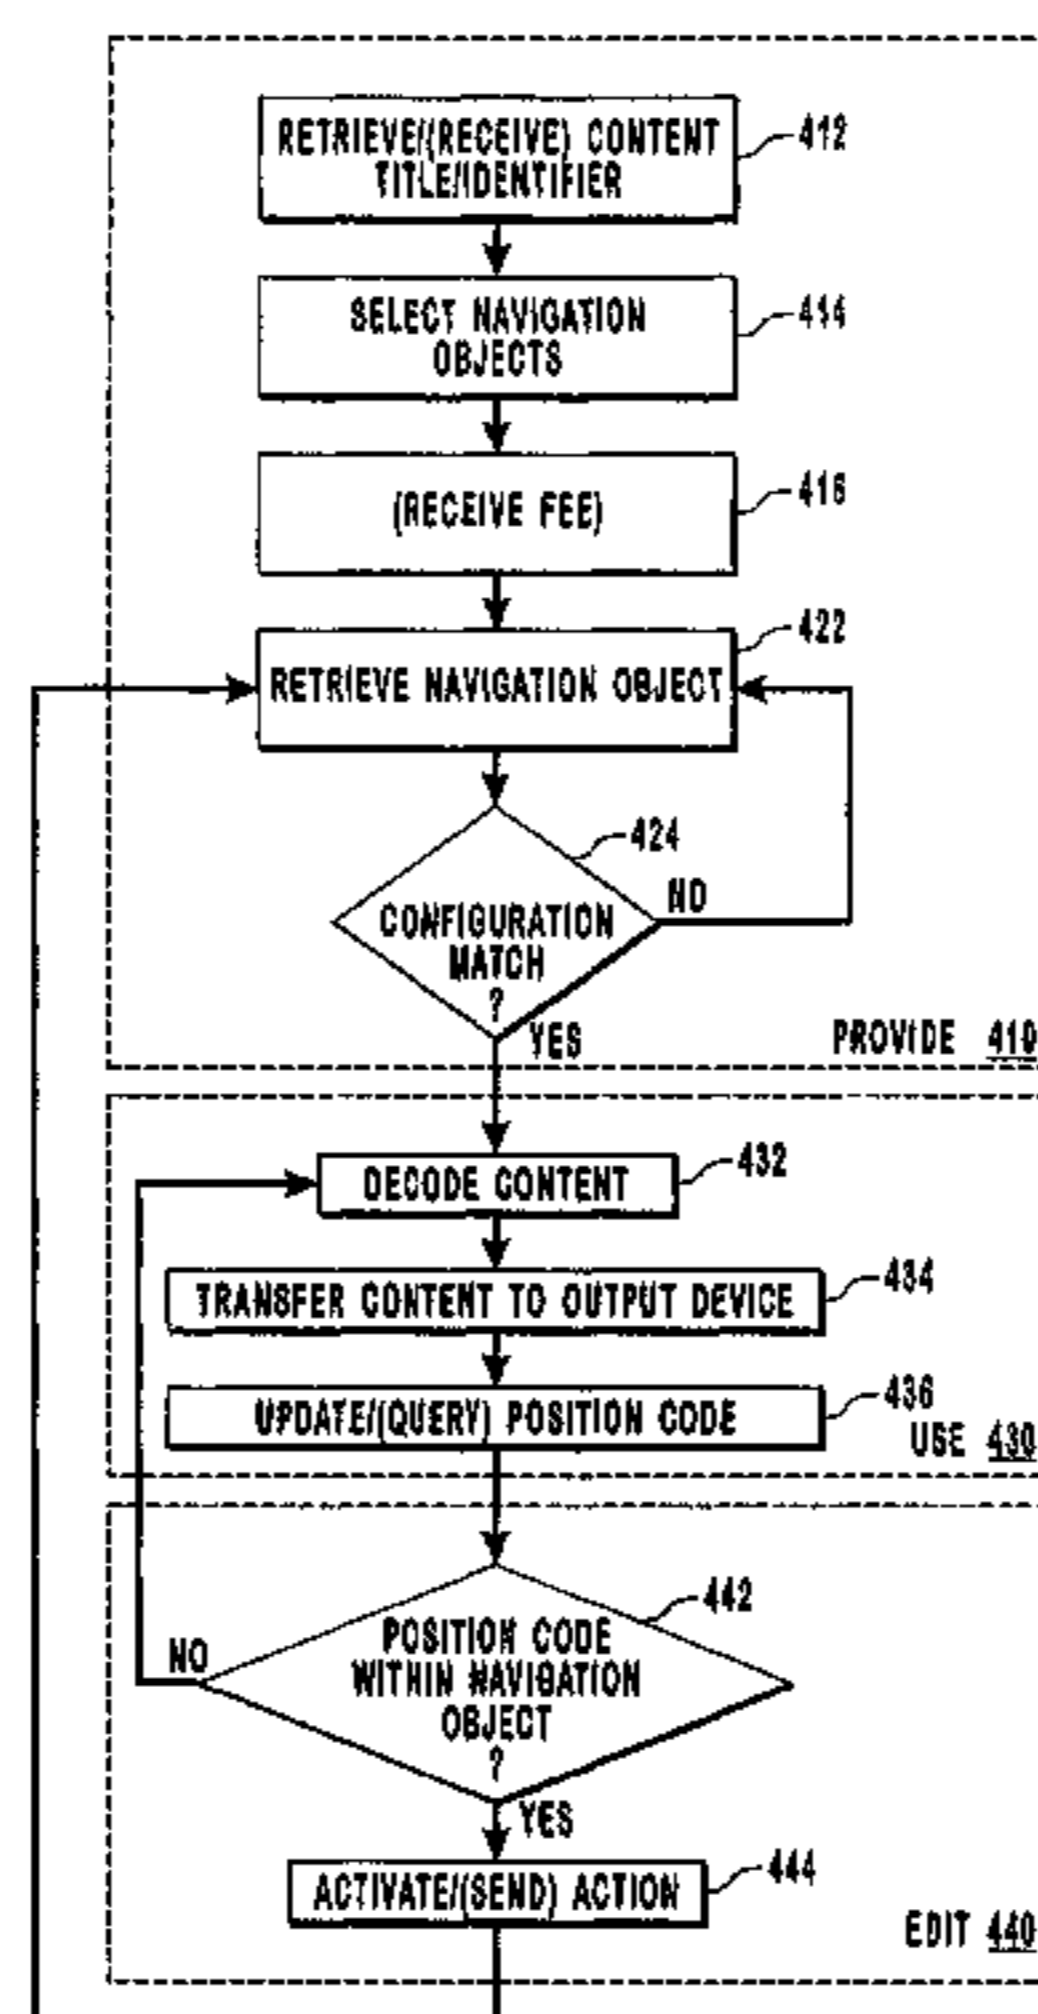 RETRIEVE/(RECEIVE) CONTENT
TITLE/IDENTIFIER
412
SELECT NAVIGATION
OBJECTS
414
(RECEIVE FEE)
416
RETRIEVE NAVIGATION OBJECT
422
424
CONFIGURATION
MATCH
?
NO
YES
PROVIDE 410
DECODE CONTENT
432
TRANSFER CONTENT TO OUTPUT DEVICE
434
UPDATE/(QUERY) POSITION CODE
436
USE 430
442
POSITION CODE
WITHIN NAVIGATION
OBJECT
?
NO
YES
ACTIVATE/(SEND) ACTION
444
EDIT 440